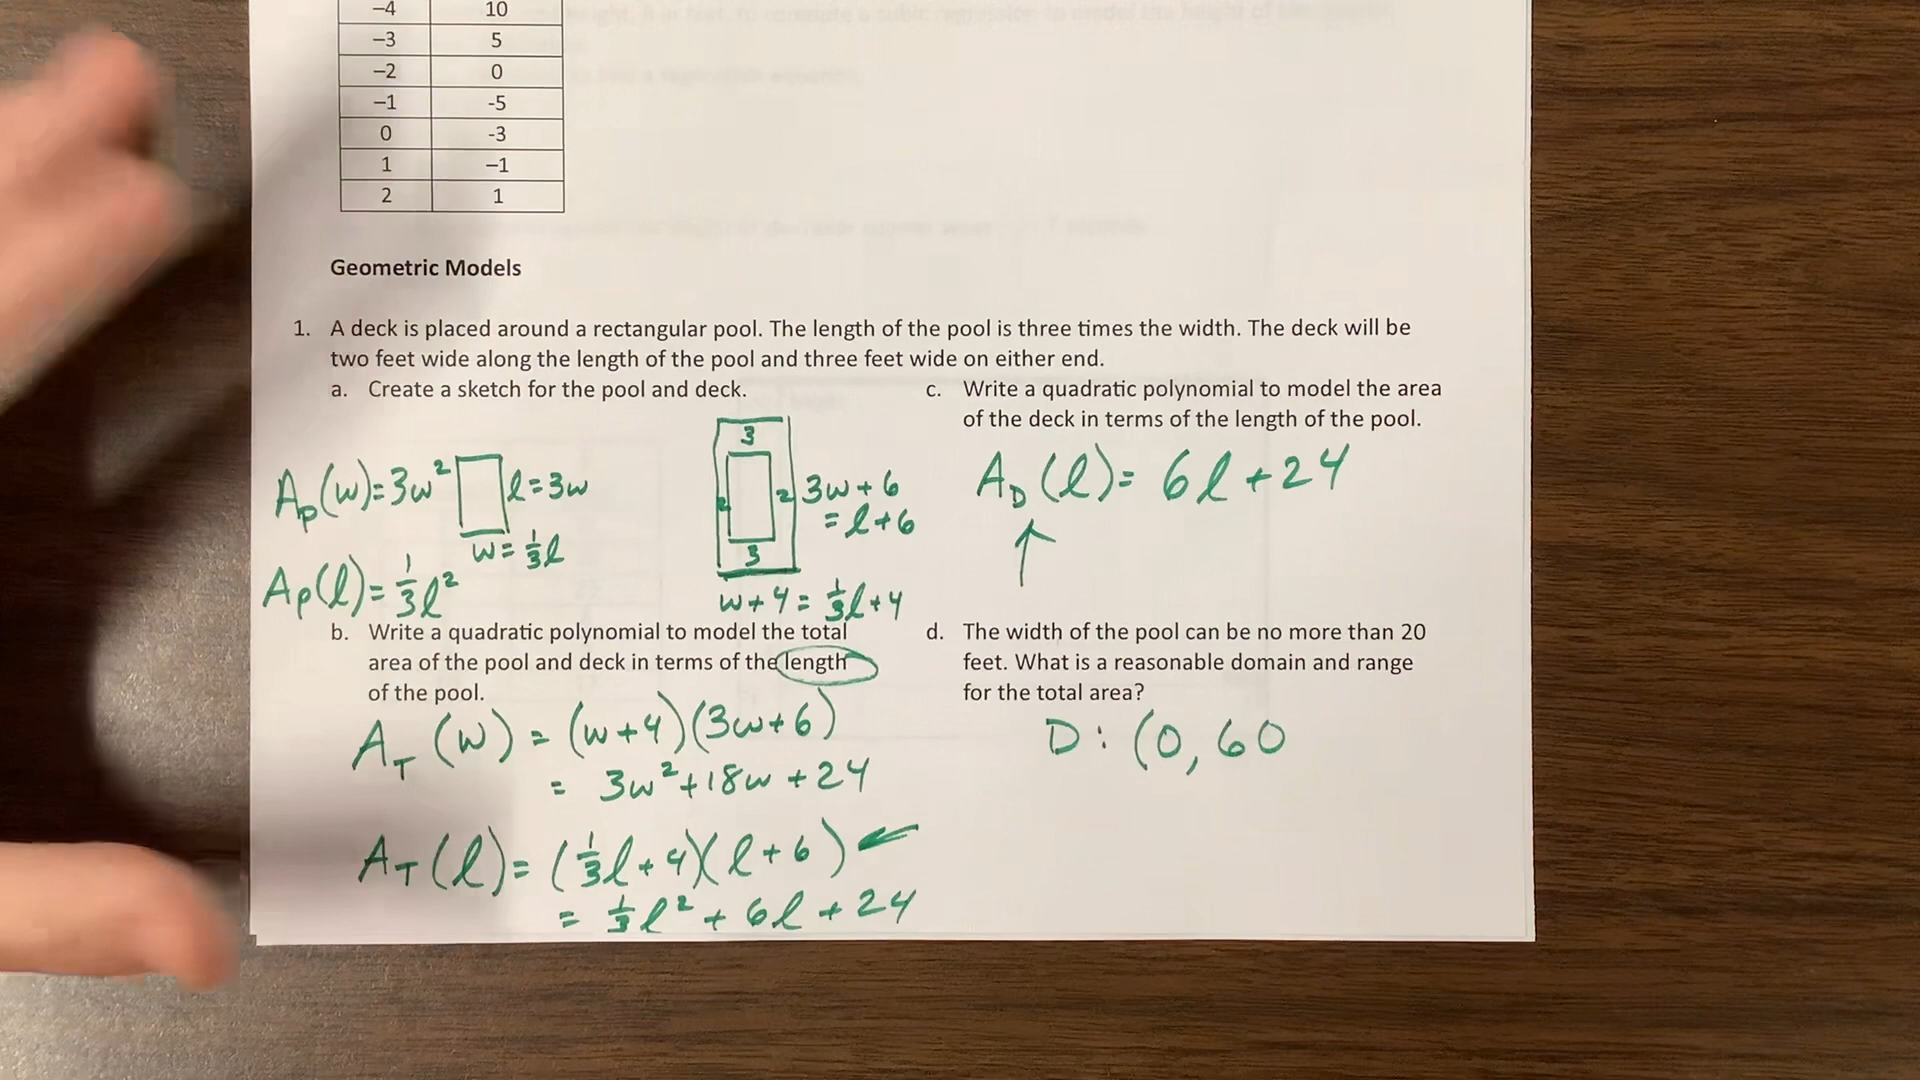 −4 10
−3 5
−2 0
−1 -5
0 -3
1 −1
2 1
Geometric Models
1. A deck is placed around a rectangular pool. The length of the pool is three times the width. The deck will be
two feet wide along the length of the pool and three feet wide on either end.
a. Create a sketch for the pool and deck.
A_P(w)=3w² l=3w
w=⅓l
A_P(l)=⅓l²
3
2 2 3w+6
=l+6
3
w+4=⅓l+4
b. Write a quadratic polynomial to model the total
area of the pool and deck in terms of the length
of the pool.
A_T(w) = (w+4)(3w+6)
= 3w²+18w+24
A_T(l)=(⅓l+4)(l+6)
= ⅓l²+6l+24
c. Write a quadratic polynomial to model the area
of the deck in terms of the length of the pool.
A_D(l)= 6l+24
d. The width of the pool can be no more than 20
feet. What is a reasonable domain and range
for the total area?
D: (0, 60